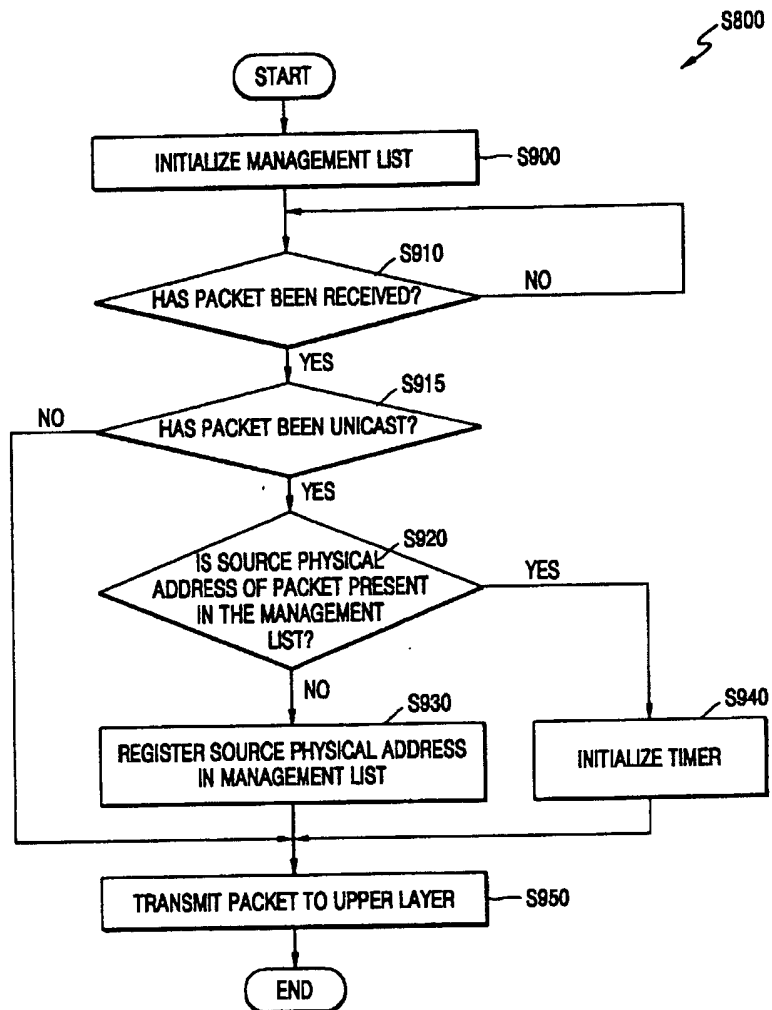 S800
START
INITIALIZE MANAGEMENT LIST
S900
S910
HAS PACKET BEEN RECEIVED?
NO
YES
S915
NO
HAS PACKET BEEN UNICAST?
YES
S920
IS SOURCE PHYSICAL
ADDRESS OF PACKET PRESENT
IN THE MANAGEMENT
LIST?
YES
NO
S930
S940
REGISTER SOURCE PHYSICAL ADDRESS
IN MANAGEMENT LIST
INITIALIZE TIMER
TRANSMIT PACKET TO UPPER LAYER
S950
END